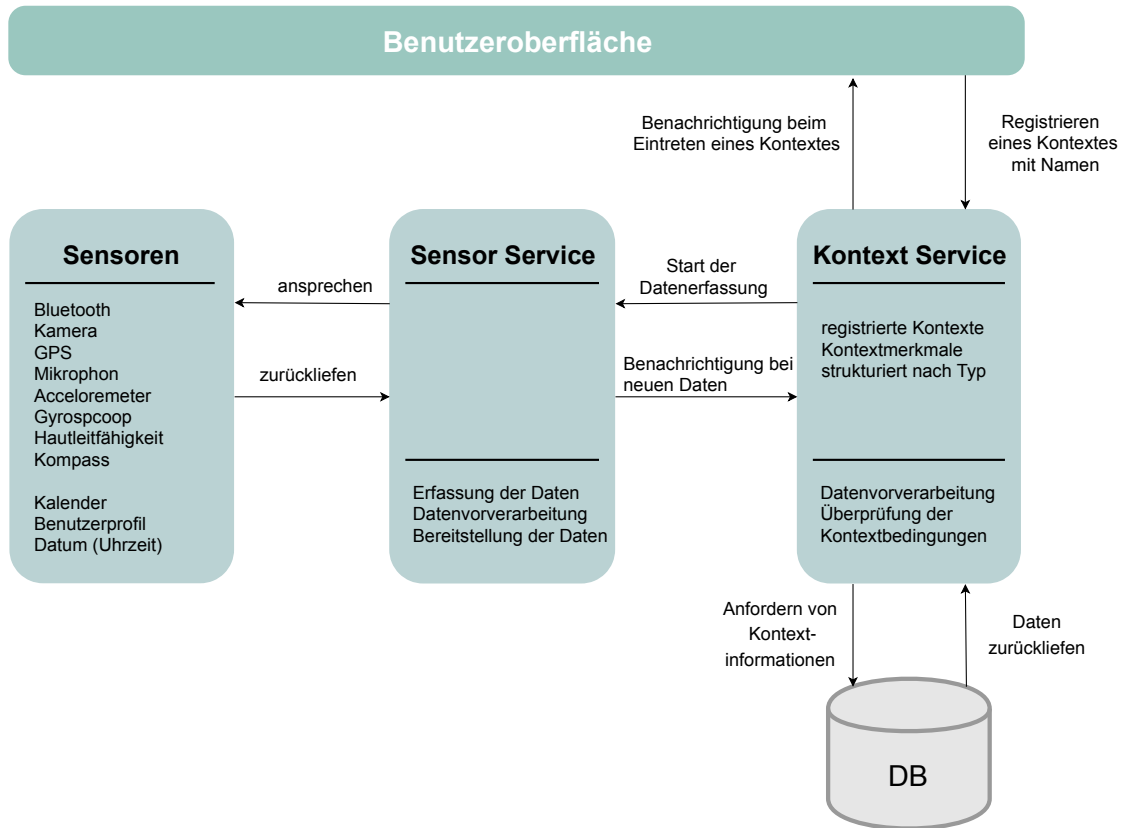 Benutzeroberfläche
Benachrichtigung beim
Eintreten eines Kontextes
Registrieren
eines Kontextes
mit Namen
Sensoren
Bluetooth
Kamera
GPS
Mikrophon
Acceloremeter
Gyrospcoop
Hautleitfähigkeit
Kompass
Kalender
Benutzerprofil
Datum (Uhrzeit)
ansprechen
zurückliefen
Sensor Service
Erfassung der Daten
Datenvorverarbeitung
Bereitstellung der Daten
Start der
Datenerfassung
Benachrichtigung bei
neuen Daten
Kontext Service
registrierte Kontexte
Kontextmerkmale
strukturiert nach Typ
Datenvorverarbeitung
Überprüfung der
Kontextbedingungen
Anfordern von
Kontext-
informationen
Daten
zurückliefen
DB